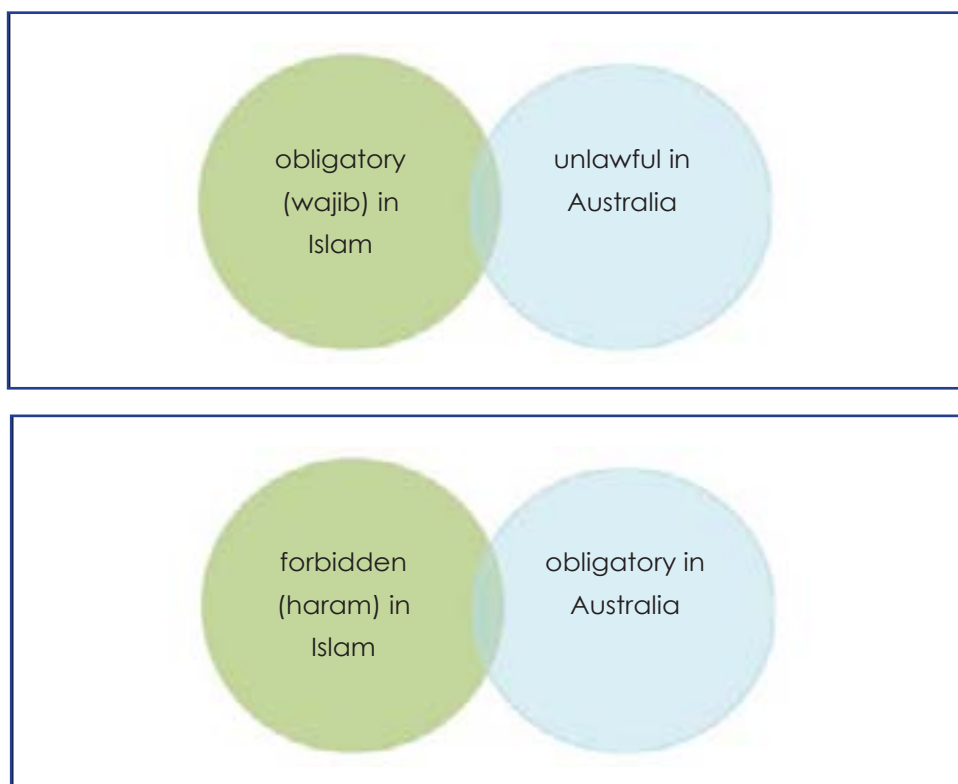 obligatory
(wajib) in
Islam
unlawful in
Australia
forbidden
(haram) in
Islam
obligatory in
Australia